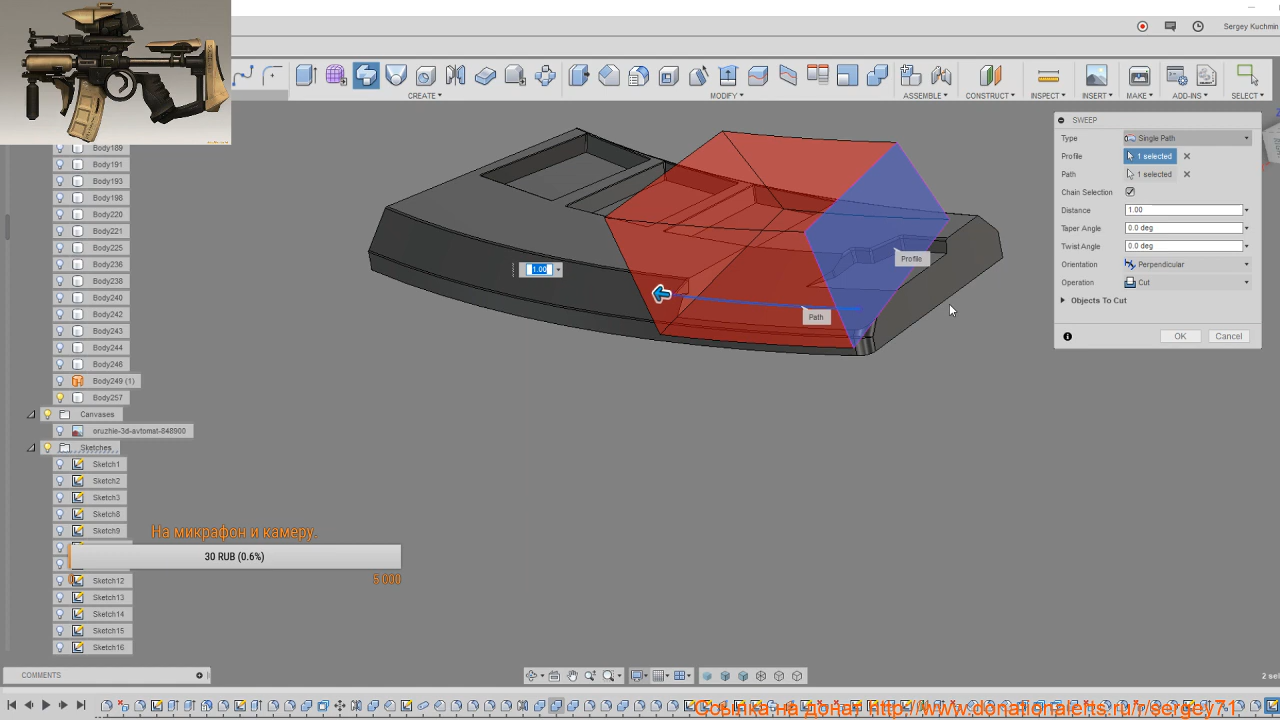 Sergey Kuchmin
CREATE
MODIFY
ASSEMBLE
CONSTRUCT
INSPECT
INSERT
MAKE
ADD-INS
SELECT
SWEEP
Type
Single Path
Profile
1 selected
Path
1 selected
Chain Selection
Distance
1.00
Taper Angle
0.0 deg
Twist Angle
0.0 deg
Orientation
Perpendicular
Operation
Cut
Objects To Cut
OK
Cancel
Profile
Path
1.00
Body189
Body191
Body193
Body198
Body220
Body221
Body225
Body236
Body238
Body240
Body242
Body243
Body244
Body246
Body249 (1)
Body257
Canvases
oruzhie-3d-avtomat-848900
Sketches
Sketch1
Sketch2
Sketch3
Sketch8
Sketch9
Sketch12
Sketch13
Sketch14
Sketch15
Sketch16
На микрафон и камеру.
30 RUB (0.6%)
0
5 000
COMMENTS
2 sel